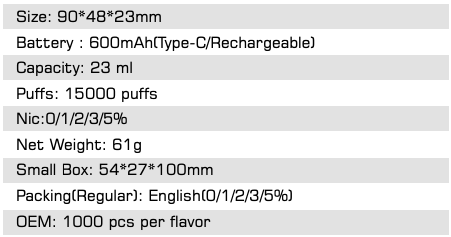 Size: 90*48*23mm
Battery : 600mAh(Type-C/Rechargeable)
Capacity: 23 ml
Puffs: 15000 puffs
Nic:0/1/2/3/5%
Net Weight: 61g
Small Box: 54*27*100mm
Packing(Regular): English(0/1/2/3/5%)
OEM: 1000 pcs per flavor